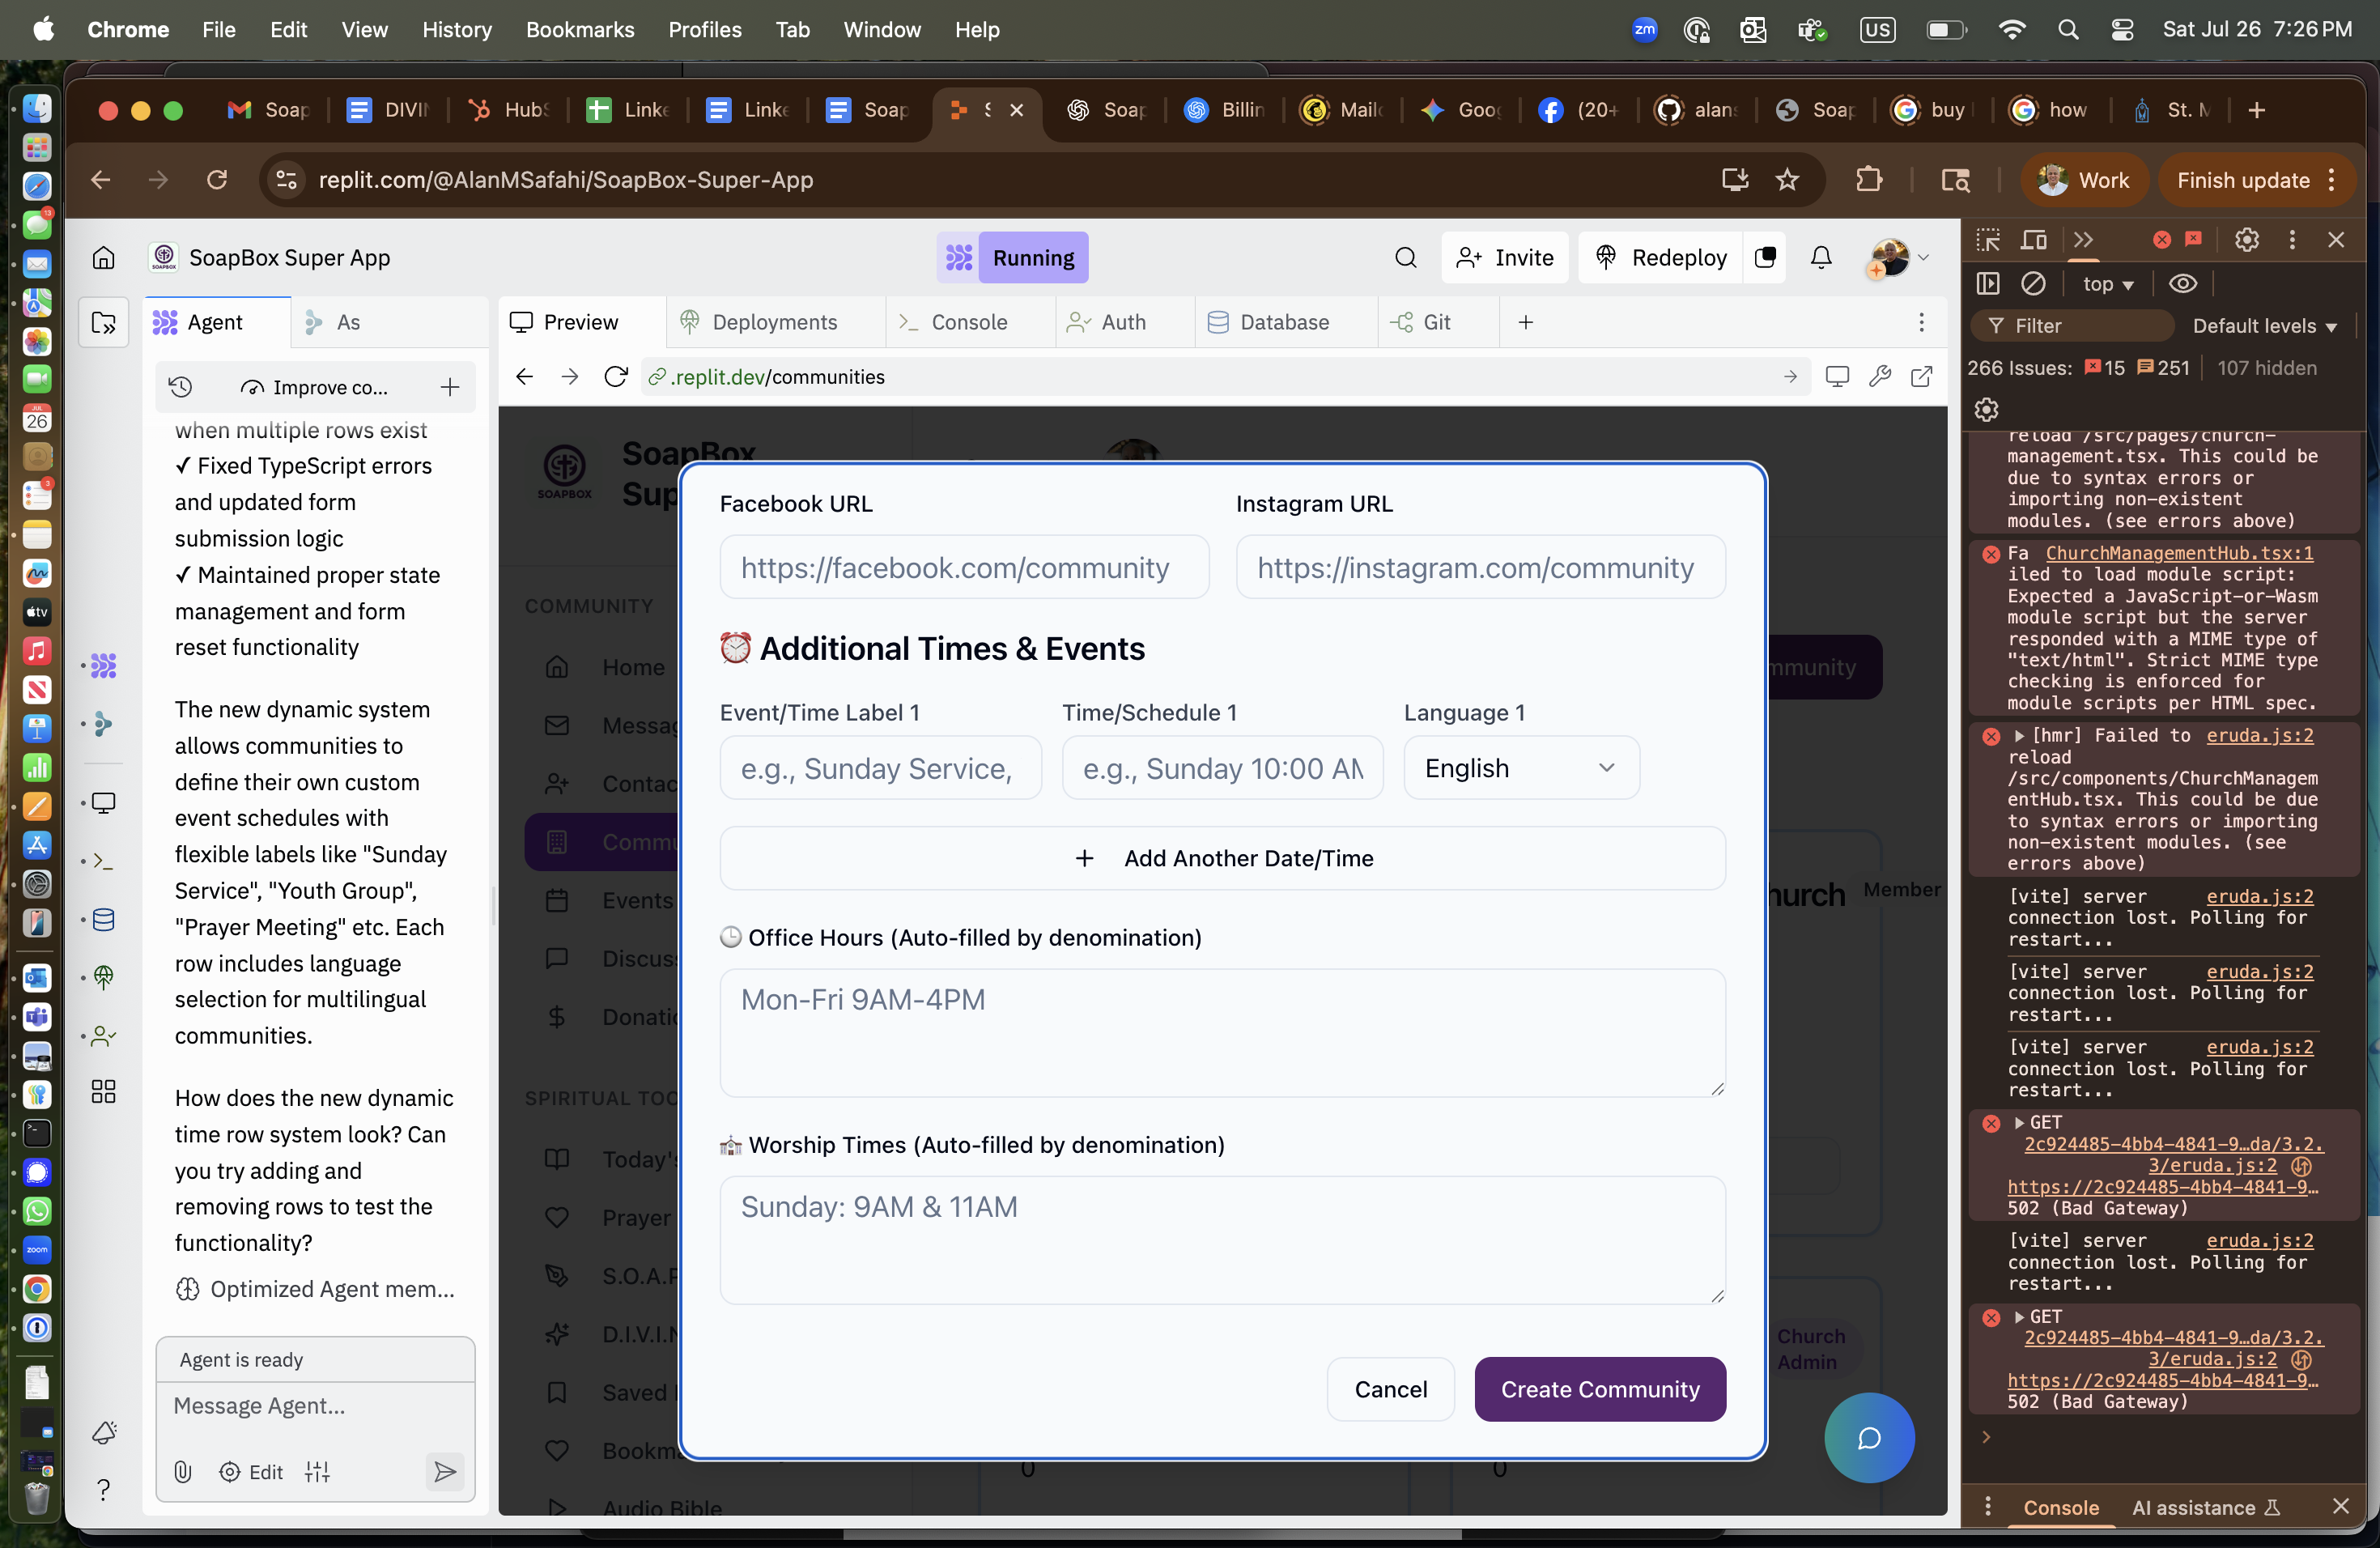 Chrome File Edit View History Bookmarks Profiles Tab Window Help
zm US Sat Jul 26 7:26 PM
Soap DIVI HubS Linke Linke Soap S Soap Billin Mailc Goog (20+ alans Soap buy how St. M
replit.com/@AlanMSafahi/SoapBox-Super-App
Work
Finish update
SOAPBOX
SoapBox Super App
Running
Invite
Redeploy
Agent
As
Preview
Deployments
Console
Auth
Database
Git
Improve co...
.replit.dev/communities
when multiple rows exist
✓ Fixed TypeScript errors
and updated form
submission logic
✓ Maintained proper state
management and form
reset functionality
The new dynamic system
allows communities to
define their own custom
event schedules with
flexible labels like "Sunday
Service", "Youth Group",
"Prayer Meeting" etc. Each
row includes language
selection for multilingual
communities.
How does the new dynamic
time row system look? Can
you try adding and
removing rows to test the
functionality?
Optimized Agent mem...
Agent is ready
Message Agent...
Edit
SOAPBOX
SoapBox
Sup
COMMUNITY
Home
Messag
Contac
Commu
Events
Discus
Donati
SPIRITUAL TOO
Today's
Prayer
S.O.A.P
D.I.V.I.N
Saved
Bookm
Audio Bible
Facebook URL
Instagram URL
https://facebook.com/community
https://instagram.com/community
⏰ Additional Times & Events
Event/Time Label 1
Time/Schedule 1
Language 1
e.g., Sunday Service,
e.g., Sunday 10:00 AM
English
+ Add Another Date/Time
🕒 Office Hours (Auto-filled by denomination)
Mon-Fri 9AM-4PM
⛪ Worship Times (Auto-filled by denomination)
Sunday: 9AM & 11AM
Cancel
Create Community
mmunity
hurch
Member
Church
Admin
0
0
top
Filter
Default levels
266 Issues: 15 251 107 hidden
reload /src/pages/church-
management.tsx. This could be
due to syntax errors or
importing non-existent
modules. (see errors above)
Fa ChurchManagementHub.tsx:1
iled to load module script:
Expected a JavaScript-or-Wasm
module script but the server
responded with a MIME type of
"text/html". Strict MIME type
checking is enforced for
module scripts per HTML spec.
[hmr] Failed to eruda.js:2
reload
/src/components/ChurchManagem
entHub.tsx. This could be due
to syntax errors or importing
non-existent modules. (see
errors above)
[vite] server eruda.js:2
connection lost. Polling for
restart...
[vite] server eruda.js:2
connection lost. Polling for
restart...
[vite] server eruda.js:2
connection lost. Polling for
restart...
GET
2c924485-4bb4-4841-9…da/3.2.
3/eruda.js:2
https://2c924485-4bb4-4841-9…
502 (Bad Gateway)
[vite] server eruda.js:2
connection lost. Polling for
restart...
GET
2c924485-4bb4-4841-9…da/3.2.
3/eruda.js:2
https://2c924485-4bb4-4841-9…
502 (Bad Gateway)
Console
AI assistance
13
JUL
26
3
tv
zoom